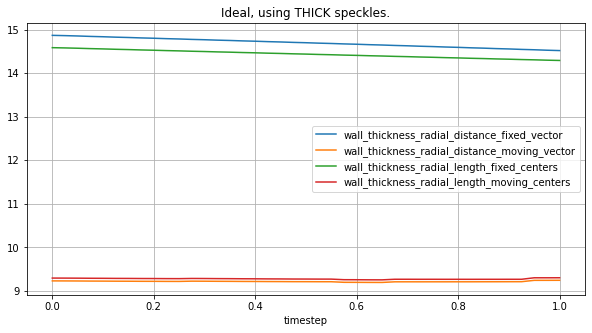 Ideal, using THICK speckles.
15
14
13
12
11
10
9
wall_thickness_radial_distance_fixed_vector
wall_thickness_radial_distance_moving_vector
wall_thickness_radial_length_fixed_centers
wall_thickness_radial_length_moving_centers
0.0 0.2 0.4 0.6 0.8 1.0
timestep